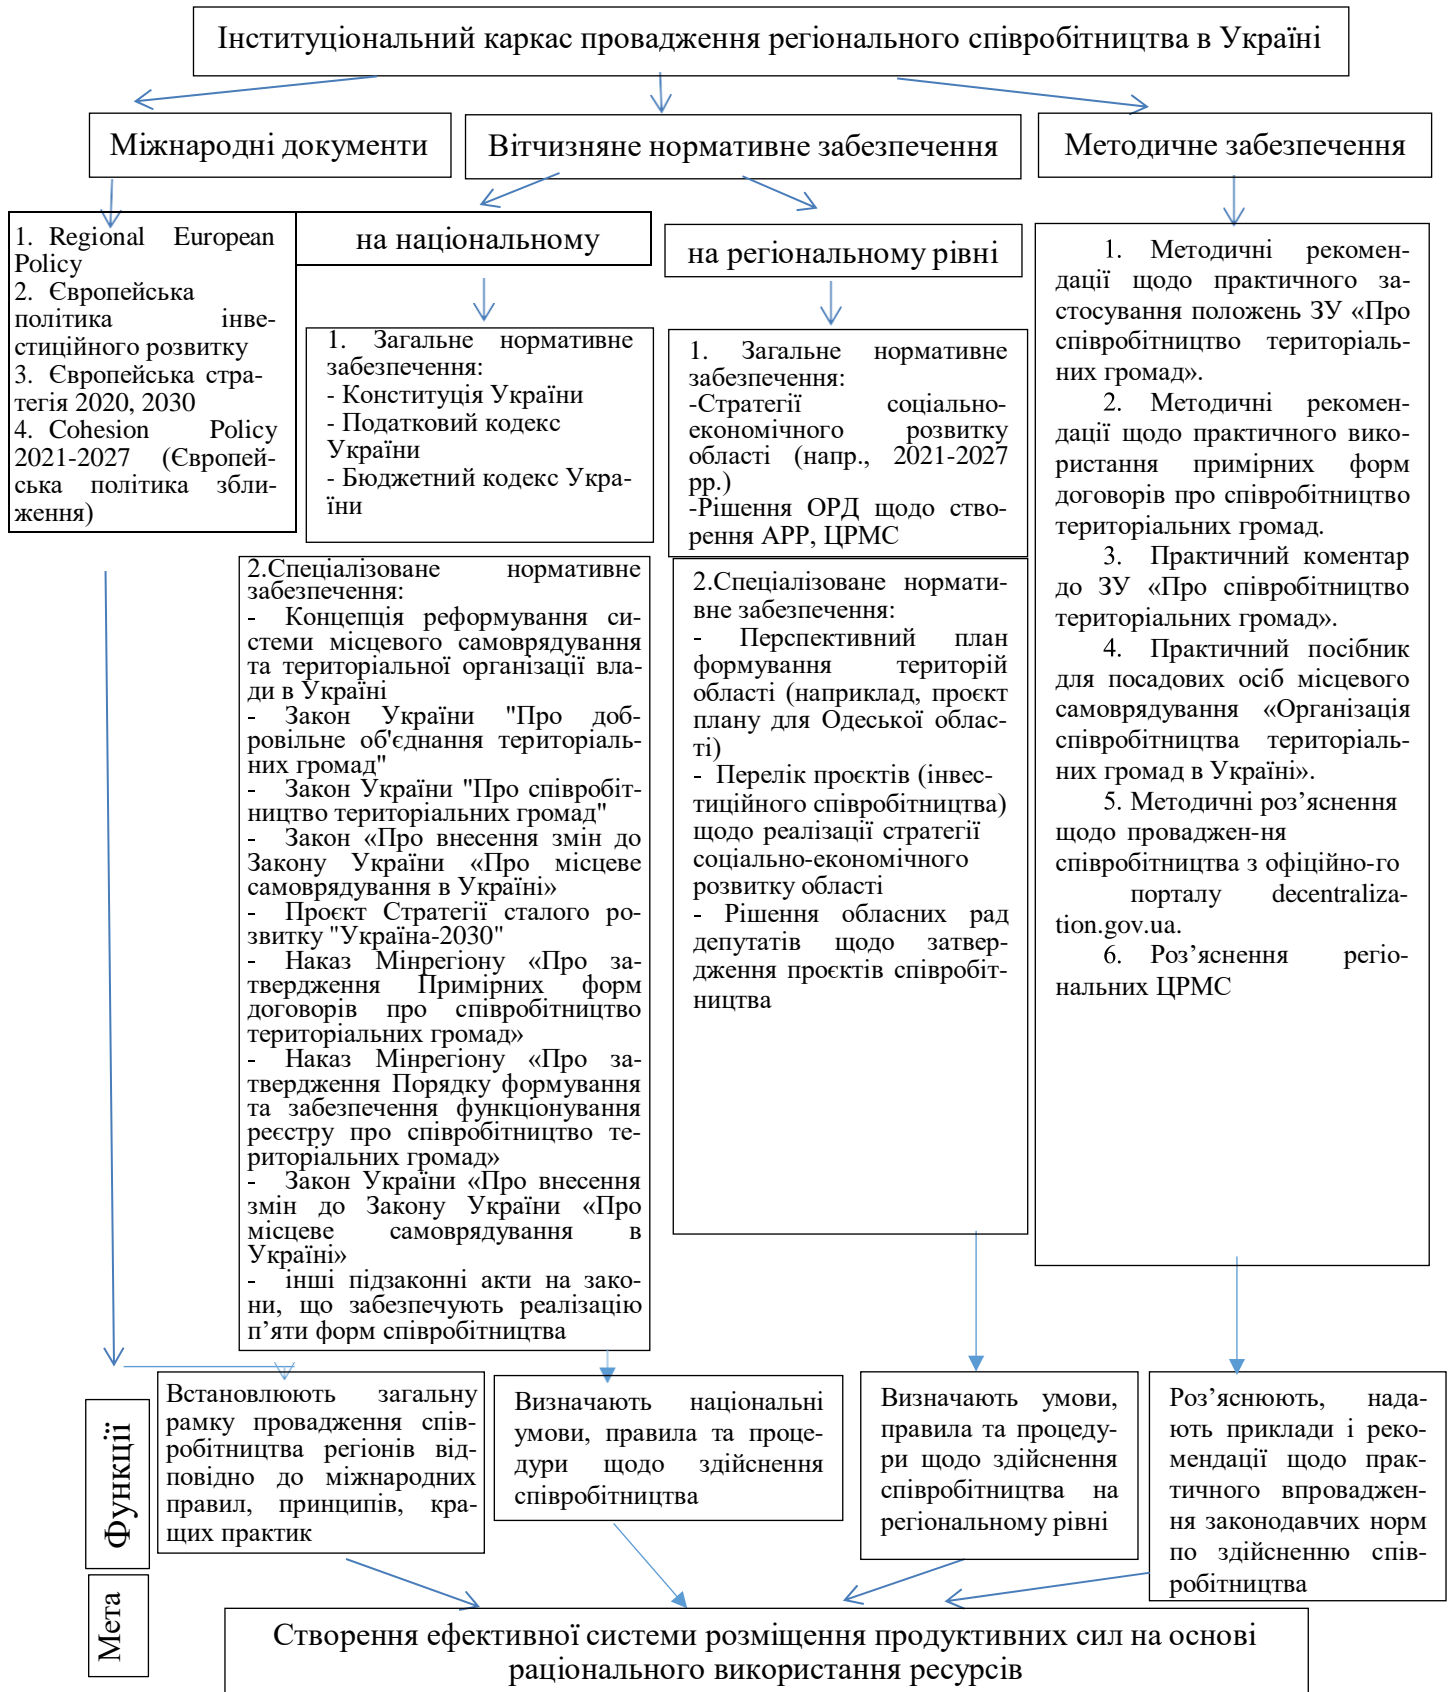 Інституціональний каркас провадження регіонального співробітництва в Україні
Міжнародні документи
Вітчизняне нормативне забезпечення
Методичне забезпечення
1. Regional European
Policy
2. Європейська
політика інве-
стиційного розвитку
3. Європейська стра-
тегія 2020, 2030
4. Cohesion Policy
2021-2027 (Європей-
ська політика збли-
ження)
на національному
1. Загальне нормативне
забезпечення:
- Конституція України
- Податковий кодекс
України
- Бюджетний кодекс Укра-
їни
2.Спеціалізоване нормативне
забезпечення:
- Концепція реформування си-
стеми місцевого самоврядування
та територіальної організації вла-
ди в Україні
- Закон України "Про доб-
ровільне об'єднання територіаль-
них громад"
- Закон України "Про співробіт-
ництво територіальних громад"
- Закон «Про внесення змін до
Закону України «Про місцеве
самоврядування в Україні»
- Проєкт Стратегії сталого ро-
звитку "Україна-2030"
- Наказ Мінрегіону «Про за-
твердження Примірних форм
договорів про співробітництво
територіальних громад»
- Наказ Мінрегіону «Про за-
твердження Порядку формування
та забезпечення функціонування
реєстру про співробітництво те-
риторіальних громад»
- Закон України «Про внесення
змін до Закону України «Про
місцеве самоврядування в
Україні»
- інші підзаконні акти на зако-
ни, що забезпечують реалізацію
п’яти форм співробітництва
на регіональному рівні
1. Загальне нормативне
забезпечення:
-Стратегії соціально-
економічного розвитку
області (напр., 2021-2027
рр.)
-Рішення ОРД щодо ство-
рення АРР, ЦРМС
2.Спеціалізоване нормати-
вне забезпечення:
- Перспективний план
формування територій
області (наприклад, проєкт
плану для Одеської облас-
ті)
- Перелік проєктів (інвес-
тиційного співробітництва)
щодо реалізації стратегії
соціально-економічного
розвитку області
- Рішення обласних рад
депутатів щодо затвер-
дження проєктів співробіт-
ництва
1. Методичні рекомен-
дації щодо практичного за-
стосування положень ЗУ «Про
співробітництво територіаль-
них громад».
2. Методичні рекомен-
дації щодо практичного вико-
ристання примірних форм
договорів про співробітництво
територіальних громад.
3. Практичний коментар
до ЗУ «Про співробітництво
територіальних громад».
4. Практичний посібник
для посадових осіб місцевого
самоврядування «Організація
співробітництва територіаль-
них громад в Україні».
5. Методичні роз’яснення
щодо проваджен-ня
співробітництва з офіційно-го
порталу decentraliza-
tion.gov.ua.
6. Роз’яснення регіо-
нальних ЦРМС
Функції
Встановлюють загальну
рамку провадження спів-
робітництва регіонів від-
повідно до міжнародних
правил, принципів, кра-
щих практик
Визначають національні
умови, правила та проце-
дури щодо здійснення
співробітництва
Визначають умови,
правила та процеду-
ри щодо здійснення
співробітництва на
регіональному рівні
Роз’яснюють, нада-
ють приклади і реко-
мендації щодо прак-
тичного впроваджен-
ня законодавчих норм
по здійсненню спів-
робітництва
Мета
Створення ефективної системи розміщення продуктивних сил на основі
раціонального використання ресурсів